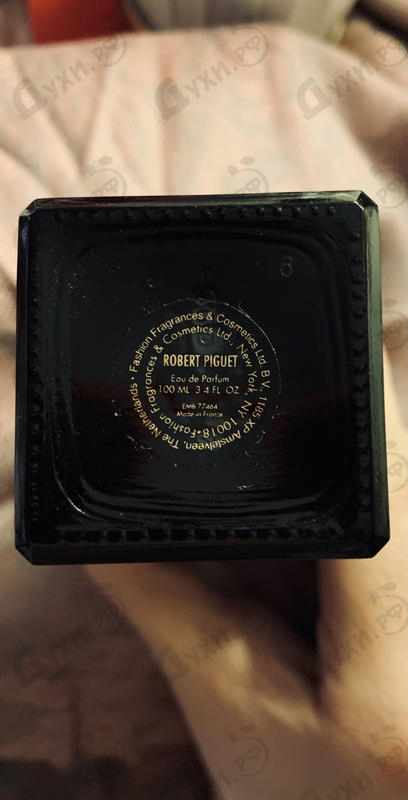 Fashion Fragrances & Cosmetics Ltd. B.V. 1185 XP Amstelveen, The Netherlands •
Fashion Fragrances & Cosmetics Ltd., New York, NY 10018 •
ROBERT PIGUET
Eau de Parfum
100 ML 3.4 FL. OZ.
EMB 77464
Made in France
6
Духи.РФ